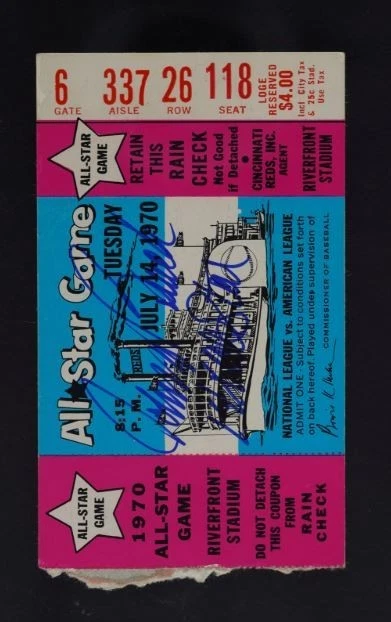 6 337 26 118
GATE AISLE ROW SEAT
LOGE
RESERVED
$4.00
Incl. City Tax
& 25c Stad.
Use Tax
ALL-STAR
GAME
RETAIN
THIS
RAIN
CHECK
Not Good
if Detached
CINCINNATI
REDS, INC.
AGENT
RIVERFRONT
STADIUM
All Star Game
TUESDAY
8:15
P. M.
JULY 14, 1970
REDS
NATIONAL LEAGUE vs. AMERICAN LEAGUE
ADMIT ONE - Subject to conditions set forth
on back hereof. Played under supervision of
Bowie K. Kuhn
COMMISSIONER OF BASEBALL
ALL-STAR
GAME
1970
ALL-STAR
GAME
RIVERFRONT
STADIUM
DO NOT DETACH
THIS COUPON
FROM
RAIN
CHECK